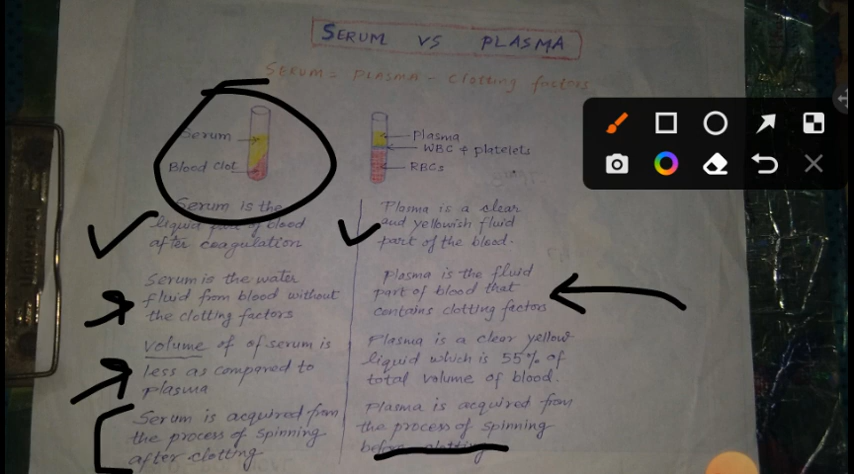 SERUM VS PLASMA
SERUM = PLASMA - Clotting factors
Serum
Blood Clot
Plasma
WBC + platelets
RBCs
Serum is the
liquid part of blood
after coagulation
Serum is the water
fluid from blood without
the clotting factors
Volume of of serum is
less as compared to
plasma
Serum is acquired from
the process of spinning
after clotting
Plasma is a clear
and yellowish fluid
part of the blood.
Plasma is the fluid
part of blood that
contains clotting factors
Plasma is a clear yellow
liquid which is 55% of
total volume of blood.
Plasma is acquired from
the process of spinning
before clotting